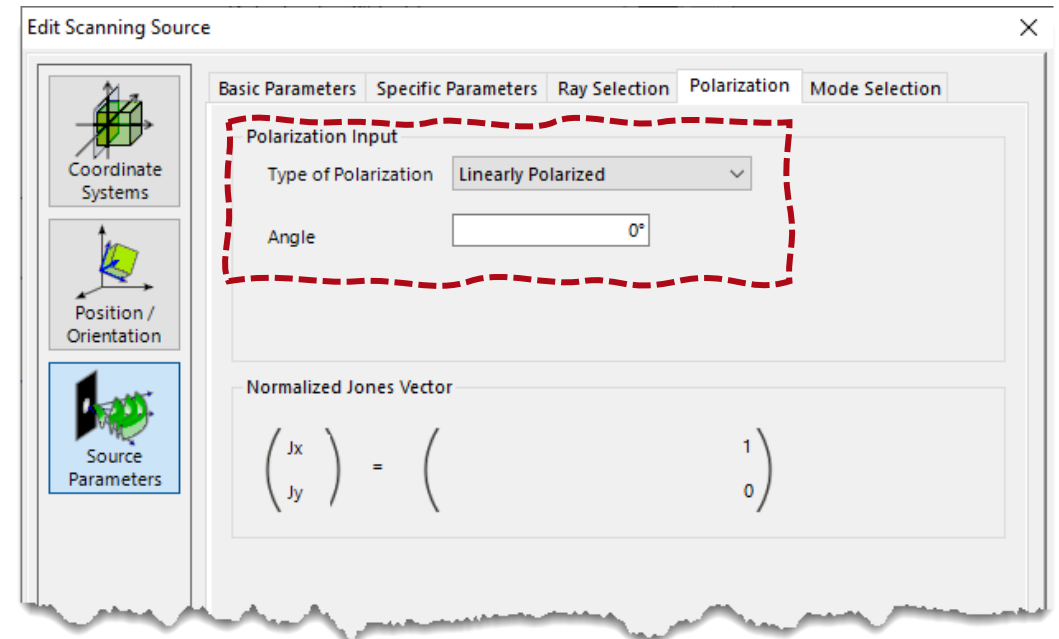 Edit Scanning Source
Coordinate
Systems
Position /
Orientation
Source
Parameters
Basic Parameters Specific Parameters Ray Selection Polarization Mode Selection
Polarization Input
Type of Polarization Linearly Polarized
Angle 0°
Normalized Jones Vector
Jx 1
=
Jy 0